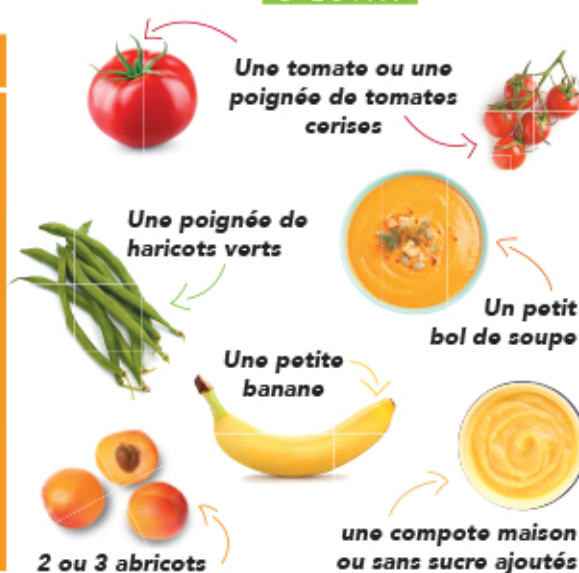 Une tomate ou une
poignée de tomates
cerises
Une poignée de
haricots verts
Un petit
bol de soupe
Une petite
banane
2 ou 3 abricots
une compote maison
ou sans sucre ajoutés